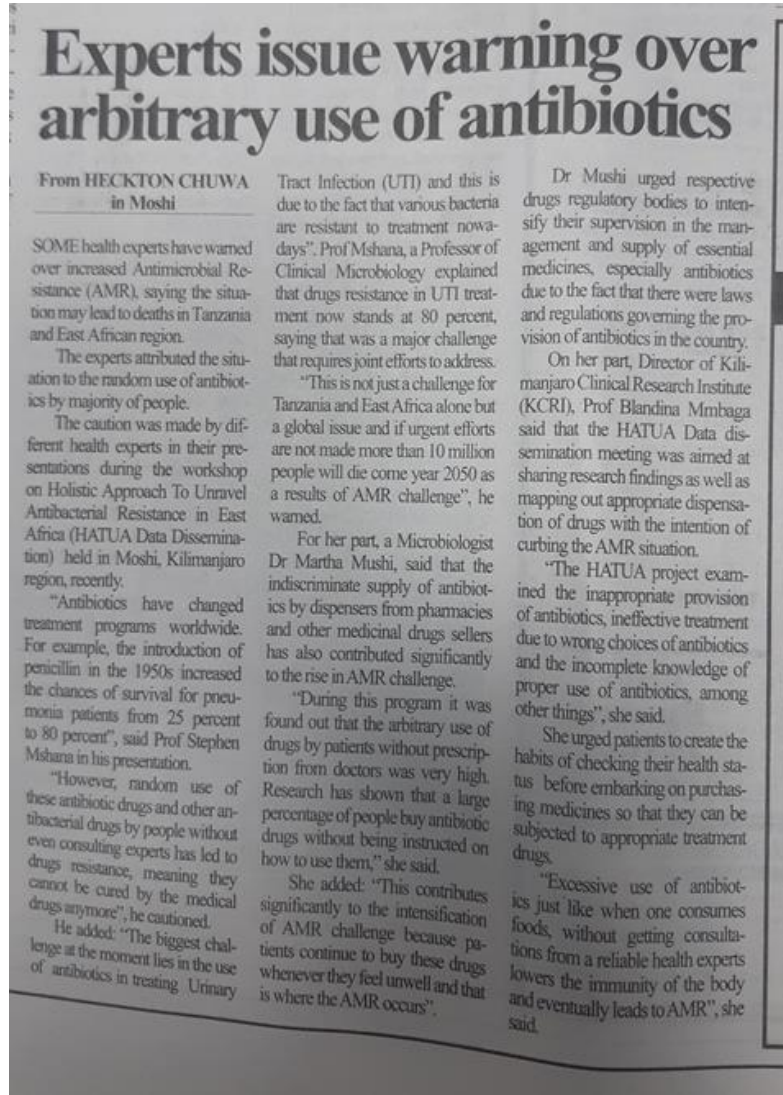 Experts issue warning over
arbitrary use of antibiotics
From HECKTON CHUWA
in Moshi
SOME health experts have warned
over increased Antimicrobial Re-
sistance (AMR), saying the situa-
tion may lead to deaths in Tanzania
and East African region.
The experts attributed the situ-
ation to the random use of antibiot-
ics by majority of people.
The caution was made by dif-
ferent health experts in their pre-
sentations during the workshop
on Holistic Approach To Unravel
Antibacterial Resistance in East
Africa (HATUA Data Dissemina-
tion) held in Moshi, Kilimanjaro
region, recently.
"Antibiotics have changed
treatment programs worldwide.
For example, the introduction of
penicillin in the 1950s increased
the chances of survival for pneu-
monia patients from 25 percent
to 80 percent", said Prof Stephen
Mshana in his presentation.
"However, random use of
these antibiotic drugs and other an-
tibacterial drugs by people without
even consulting experts has led to
drugs resistance, meaning they
cannot be cured by the medical
drugs anymore", he cautioned.
He added: "The biggest chal-
lenge at the moment lies in the use
of antibiotics in treating Urinary
Tract Infection (UTI) and this is
due to the fact that various bacteria
are resistant to treatment nowa-
days". Prof Mshana, a Professor of
Clinical Microbiology explained
that drugs resistance in UTI treat-
ment now stands at 80 percent,
saying that was a major challenge
that requires joint efforts to address.
"This is not just a challenge for
Tanzania and East Africa alone but
a global issue and if urgent efforts
are not made more than 10 million
people will die come year 2050 as
a results of AMR challenge", he
warned.
For her part, a Microbiologist
Dr Martha Mushi, said that the
indiscriminate supply of antibiot-
ics by dispensers from pharmacies
and other medicinal drugs sellers
has also contributed significantly
to the rise in AMR challenge.
"During this program it was
found out that the arbitrary use of
drugs by patients without prescrip-
tion from doctors was very high.
Research has shown that a large
percentage of people buy antibiotic
drugs without being instructed on
how to use them," she said.
She added: "This contributes
significantly to the intensification
of AMR challenge because pa-
tients continue to buy these drugs
whenever they feel unwell and that
is where the AMR occurs".
Dr Mushi urged respective
drugs regulatory bodies to inten-
sify their supervision in the man-
agement and supply of essential
medicines, especially antibiotics
due to the fact that there were laws
and regulations governing the pro-
vision of antibiotics in the country.
On her part, Director of Kili-
manjaro Clinical Research Institute
(KCRI), Prof Blandina Mmbaga
said that the HATUA Data dis-
semination meeting was aimed at
sharing research findings as well as
mapping out appropriate dispensa-
tion of drugs with the intention of
curbing the AMR situation.
"The HATUA project exam-
ined the inappropriate provision
of antibiotics, ineffective treatment
due to wrong choices of antibiotics
and the incomplete knowledge of
proper use of antibiotics, among
other things", she said.
She urged patients to create the
habits of checking their health sta-
tus before embarking on purchas-
ing medicines so that they can be
subjected to appropriate treatment
drugs.
"Excessive use of antibiot-
ics just like when one consumes
foods, without getting consulta-
tions from a reliable health experts
lowers the immunity of the body
and eventually leads to AMR", she
said.